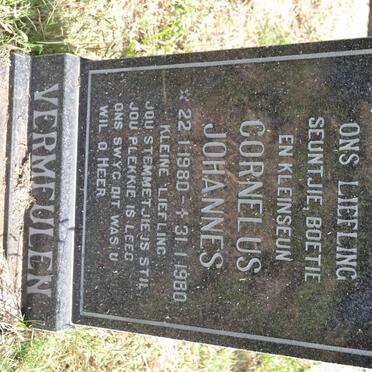 ONS LIEFLING
SEUNTJIE, BOETIE
EN KLEINSEUN
CORNELUS
JOHANNES
☆ 22.1.1980 - + 31.1.1980
KLEINE LIEFLING
JOU STEMMETJIE IS STIL
JOU PLEKKIE IS LEEG
ONS SWYG, DIT WAS U
WIL O HEER
VERMEULEN